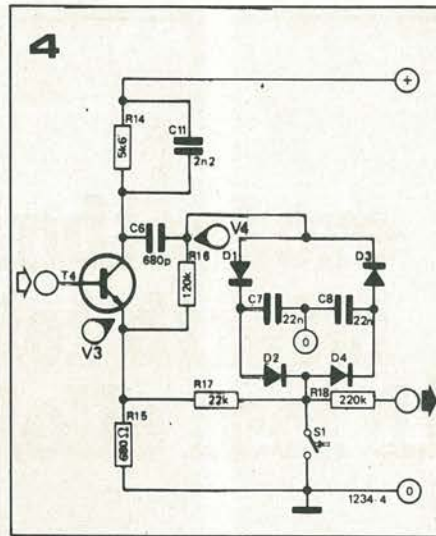 4
+
R14
5k6
C11
2n2
C6
680p
V4
R16
120k
T4
V3
D1
D3
C7
22n
C8
22n
0
D2
D4
R17
22k
R18
220k
R15
680Ω
S1
1234-4
0